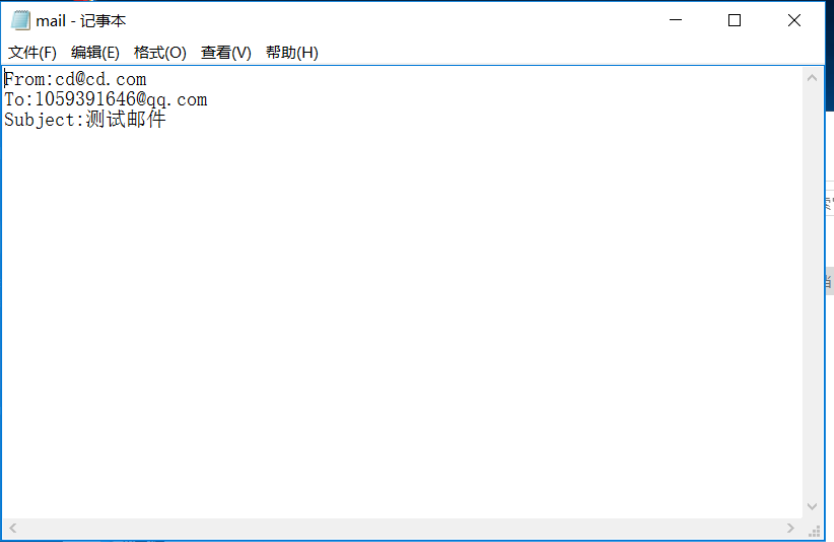 mail - 记事本
文件(F) 编辑(E) 格式(O) 查看(V) 帮助(H)
From:cd@cd.com
To:1059391646@qq.com
Subject:测试邮件